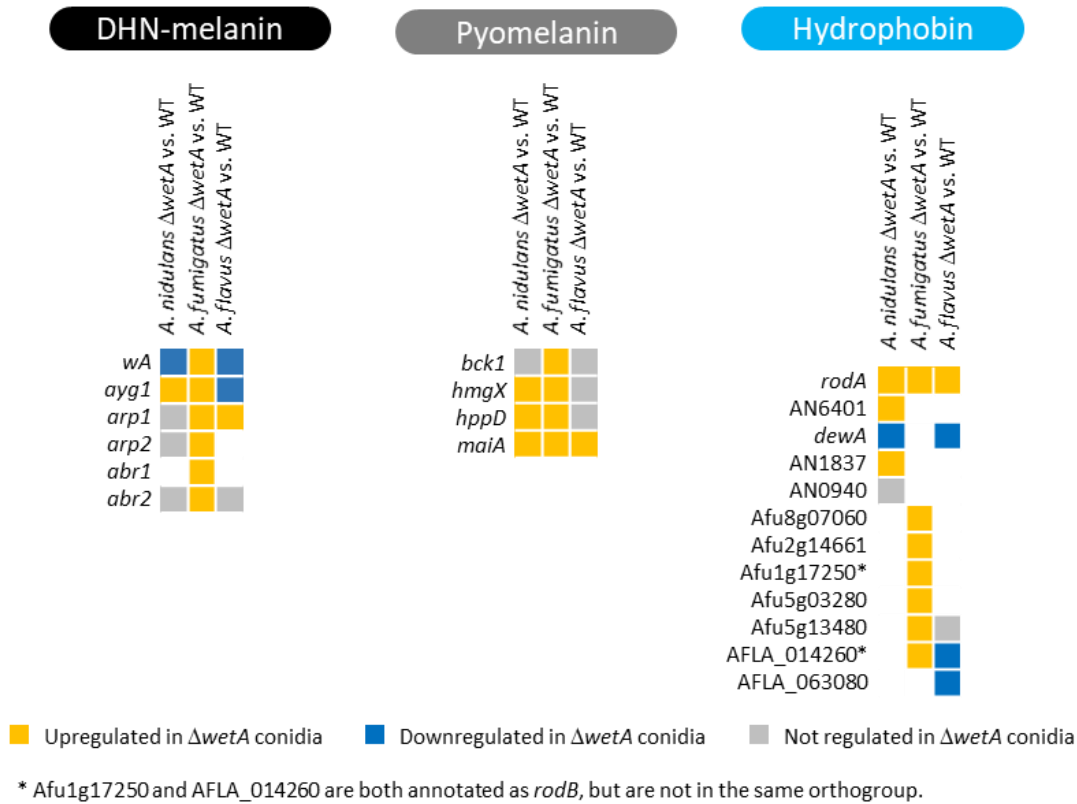 DHN-melanin
Pyomelanin
Hydrophobin
A. nidulans ΔwetA vs. WT
A. fumigatus ΔwetA vs. WT
A. flavus ΔwetA vs. WT
A. nidulans ΔwetA vs. WT
A. fumigatus ΔwetA vs. WT
A. flavus ΔwetA vs. WT
A. nidulans ΔwetA vs. WT
A. fumigatus ΔwetA vs. WT
A. flavus ΔwetA vs. WT
wA
ayg1
arp1
arp2
abr1
abr2
bck1
hmgX
hppD
maiA
rodA
AN6401
dewA
AN1837
AN0940
Afu8g07060
Afu2g14661
Afu1g17250*
Afu5g03280
Afu5g13480
AFLA_014260*
AFLA_063080
Upregulated in ΔwetA conidia
Downregulated in ΔwetA conidia
Not regulated in ΔwetA conidia
* Afu1g17250 and AFLA_014260 are both annotated as rodB, but are not in the same orthogroup.